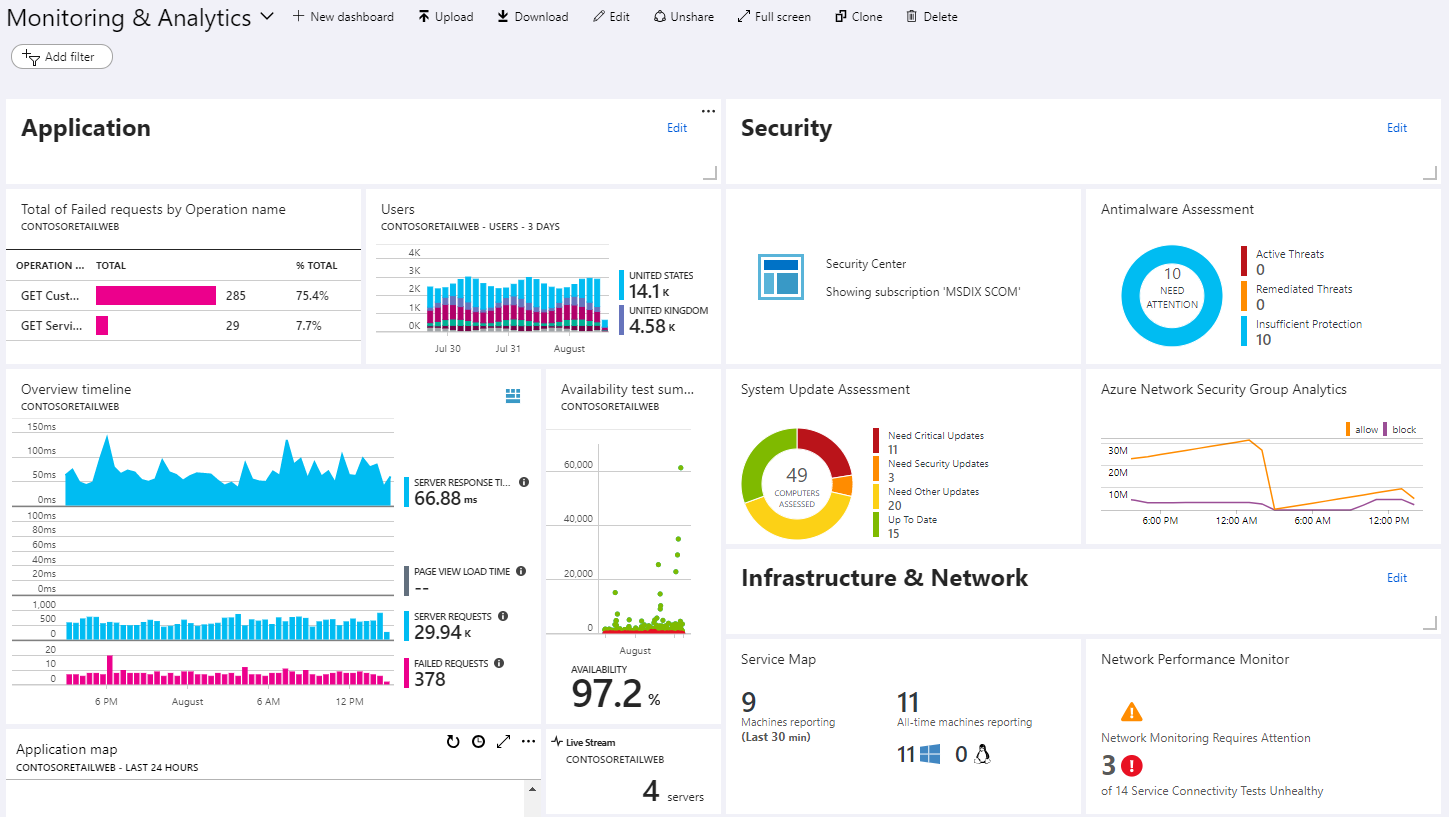 Monitoring & Analytics
New dashboard
Upload
Download
Edit
Unshare
Full screen
Clone
Delete
Add filter
Application
Edit
Security
Edit
Total of Failed requests by Operation name
CONTOSORETAILWEB
OPERATION ... TOTAL % TOTAL
GET Cust... 285 75.4%
GET Servi... 29 7.7%
Users
CONTOSORETAILWEB - USERS - 3 DAYS
4K
3K
2K
1K
0K
Jul 30 Jul 31 August
UNITED STATES
14.1 K
UNITED KINGDOM
4.58 K
Security Center
Showing subscription 'MSDIX SCOM'
Antimalware Assessment
10
NEED
ATTENTION
Active Threats
0
Remediated Threats
0
Insufficient Protection
10
Overview timeline
CONTOSORETAILWEB
150ms
100ms
50ms
0ms
SERVER RESPONSE TI...
66.88 ms
100ms
80ms
60ms
40ms
20ms
0ms
PAGE VIEW LOAD TIME
--
1,000
500
0
SERVER REQUESTS
29.94 K
20
10
0
FAILED REQUESTS
378
6 PM August 6 AM 12 PM
Availability test sum...
CONTOSORETAILWEB
60,000
40,000
20,000
0
August
AVAILABILITY
97.2 %
System Update Assessment
49
COMPUTERS
ASSESSED
Need Critical Updates
11
Need Security Updates
3
Need Other Updates
20
Up To Date
15
Azure Network Security Group Analytics
allow block
30M
20M
10M
6:00 PM 12:00 AM 6:00 AM 12:00 PM
Infrastructure & Network
Edit
Service Map
9
Machines reporting
(Last 30 min)
11
All-time machines reporting
11 0
Network Performance Monitor
Network Monitoring Requires Attention
3
of 14 Service Connectivity Tests Unhealthy
Application map
CONTOSORETAILWEB - LAST 24 HOURS
Live Stream
CONTOSORETAILWEB
4 servers